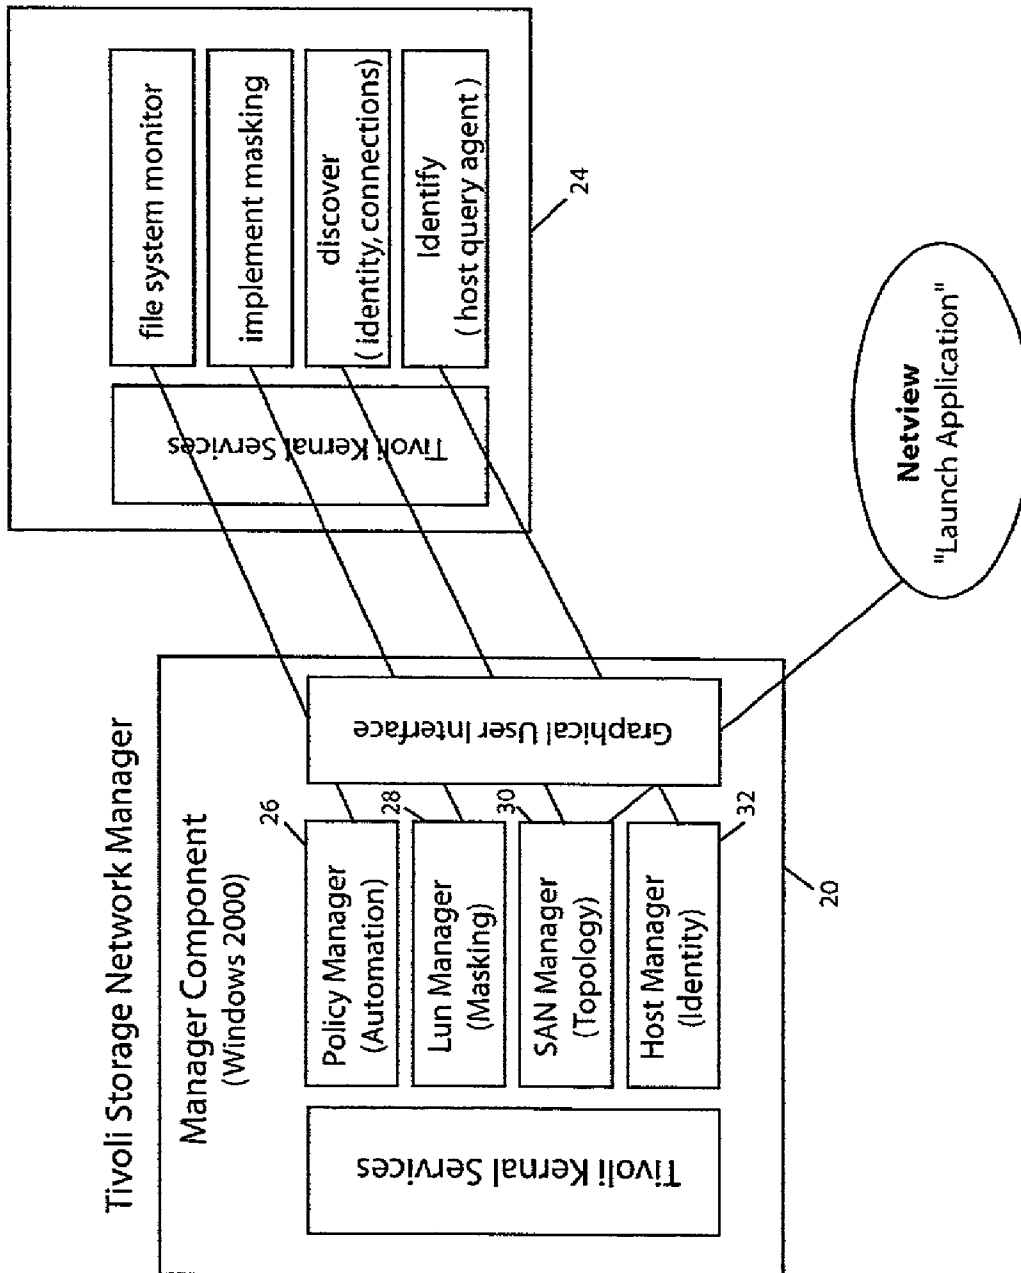 Tivoli Storage Network Manager
Manager Component
(Windows 2000)
Tivoli Kernal Services
Policy Manager
(Automation)
26
Lun Manager
(Masking)
28
SAN Manager
(Topology)
30
Host Manager
(Identity)
32
Graphical User Interface
20
Tivoli Kernal Services
file system monitor
implement masking
discover
( identity, connections)
Identify
( host query agent )
24
Netview
"Launch Application"